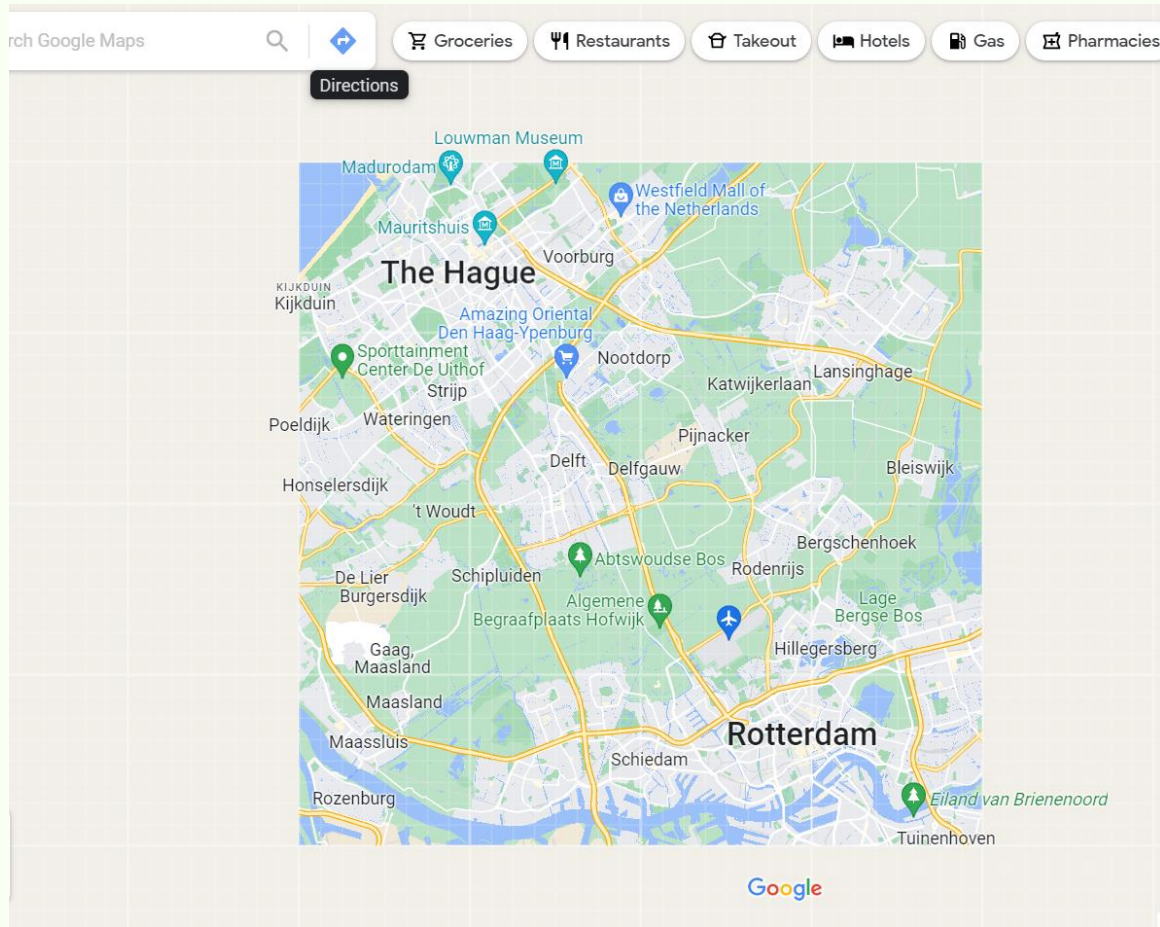 rch Google Maps
Groceries
Restaurants
Takeout
Hotels
Gas
Pharmacies
Directions
Louwman Museum
Madurodam
Westfield Mall of
the Netherlands
Mauritshuis
Voorburg
The Hague
KIJKDUIN
Kijkduin
Amazing Oriental
Den Haag-Ypenburg
Sporttainment
Center De Uithof
Nootdorp
Lansinghage
Katwijkerlaan
Strijp
Poeldijk
Wateringen
Pijnacker
Delft
Delfgauw
Bleiswijk
Honselersdijk
't Woudt
Bergschenhoek
Abtswoudse Bos
Rodenrijs
Schipluiden
De Lier
Burgersdijk
Algemene
Begraafplaats Hofwijk
Lage
Bergse Bos
Hillegersberg
Gaag,
Maasland
Maasland
Rotterdam
Maassluis
Schiedam
Rozenburg
Eiland van Brienenoord
Tuinenhoven
Google